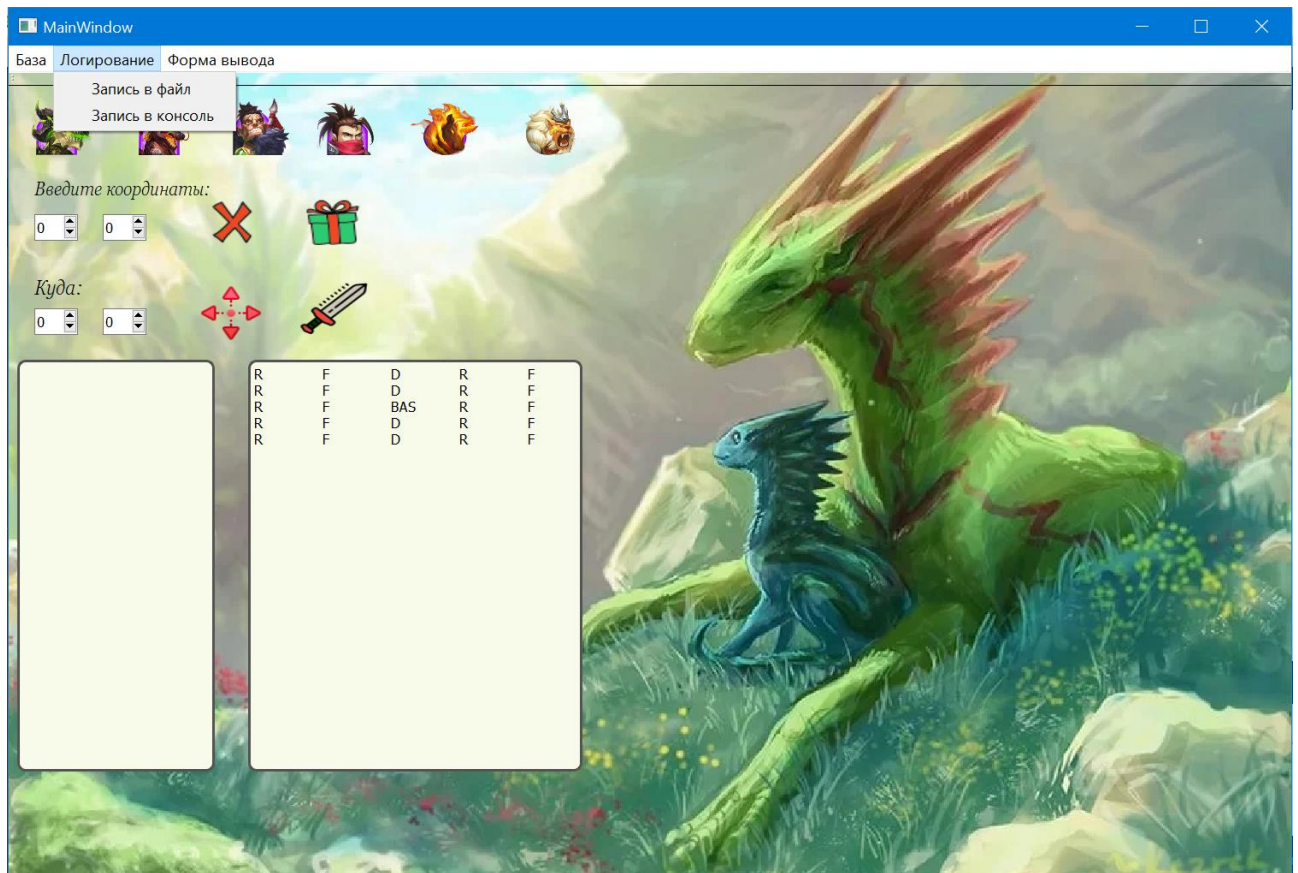 MainWindow
База Логирование Форма вывода
Запись в файл
Запись в консоль
Введите координаты:
0 0
Куда:
0 0
R F D R F
R F D R F
R F BAS R F
R F D R F
R F D R F